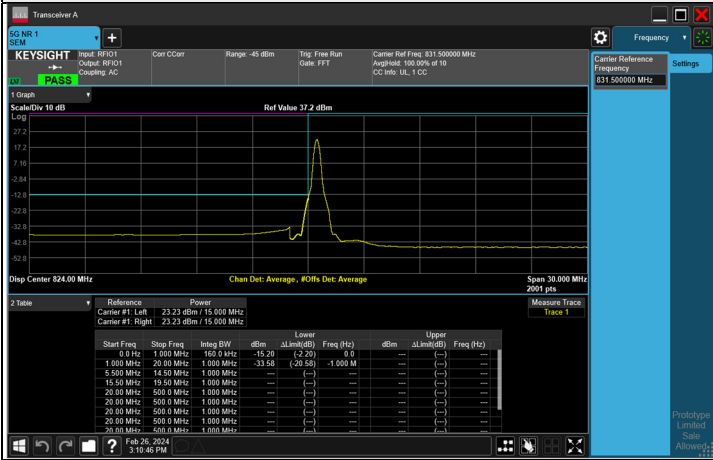 Transceiver A
5G NR 1
SEM
Frequency
KEYSIGHT
PASS
Input: RFIO1
Output: RFIO1
Coupling: AC
Corr CCorr
Range: -45 dBm
Trig: Free Run
Gate: FFT
Carrier Ref Freq: 831.500000 MHz
Avg|Hold: 100.00% of 10
CC Info: UL, 1 CC
Carrier Reference
Frequency
831.500000 MHz
Settings
1 Graph
Scale/Div 10 dB
Ref Value 37.2 dBm
Log
27.2
17.2
7.16
-2.84
-12.8
-22.8
-32.8
-42.8
-52.8
Disp Center 824.00 MHz
Chan Det: Average , #Offs Det: Average
Span 30.000 MHz
2001 pts
2 Table
Reference Power
Carrier #1: Left 23.23 dBm / 15.000 MHz
Carrier #1: Right 23.23 dBm / 15.000 MHz
Measure Trace
Trace 1
Lower Upper
Start Freq Stop Freq Integ BW dBm ΔLimit(dB) Freq (Hz) dBm ΔLimit(dB) Freq (Hz)
0.0 Hz 1.000 MHz 160.0 kHz -15.20 (-2.20) 0.0 --- (---) ---
1.000 MHz 20.00 MHz 1.000 MHz -33.58 (-20.58) -1.000 M --- (---) ---
5.500 MHz 14.50 MHz 1.000 MHz --- (---) --- --- (---) ---
15.50 MHz 19.50 MHz 1.000 MHz --- (---) --- --- (---) ---
20.00 MHz 500.0 MHz 1.000 MHz --- (---) --- --- (---) ---
20.00 MHz 500.0 MHz 1.000 MHz --- (---) --- --- (---) ---
20.00 MHz 500.0 MHz 1.000 MHz --- (---) --- --- (---) ---
20.00 MHz 500.0 MHz 1.000 MHz --- (---) --- --- (---) ---
Prototype
Limited
Sale
Allowed
?
Feb 26, 2024
3:10:46 PM